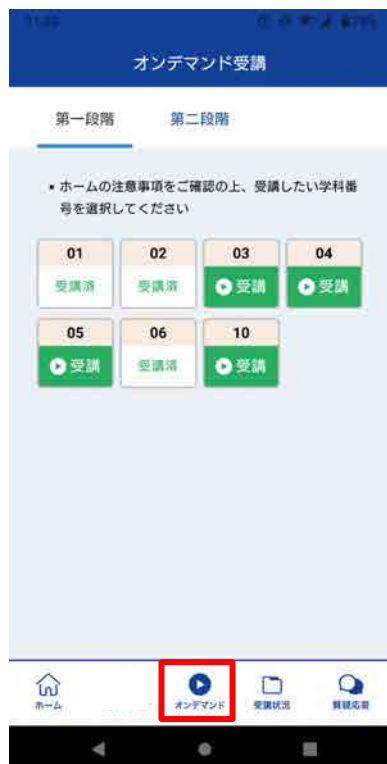 オンデマンド受講
第一段階 第二段階
• ホームの注意事項をご確認の上、受講したい学科番
号を選択してください
01 02 03 04
受講済 受講済 受講 受講
05 06 10
受講 受講済 受講
ホーム オンデマンド 受講状況 質疑応答